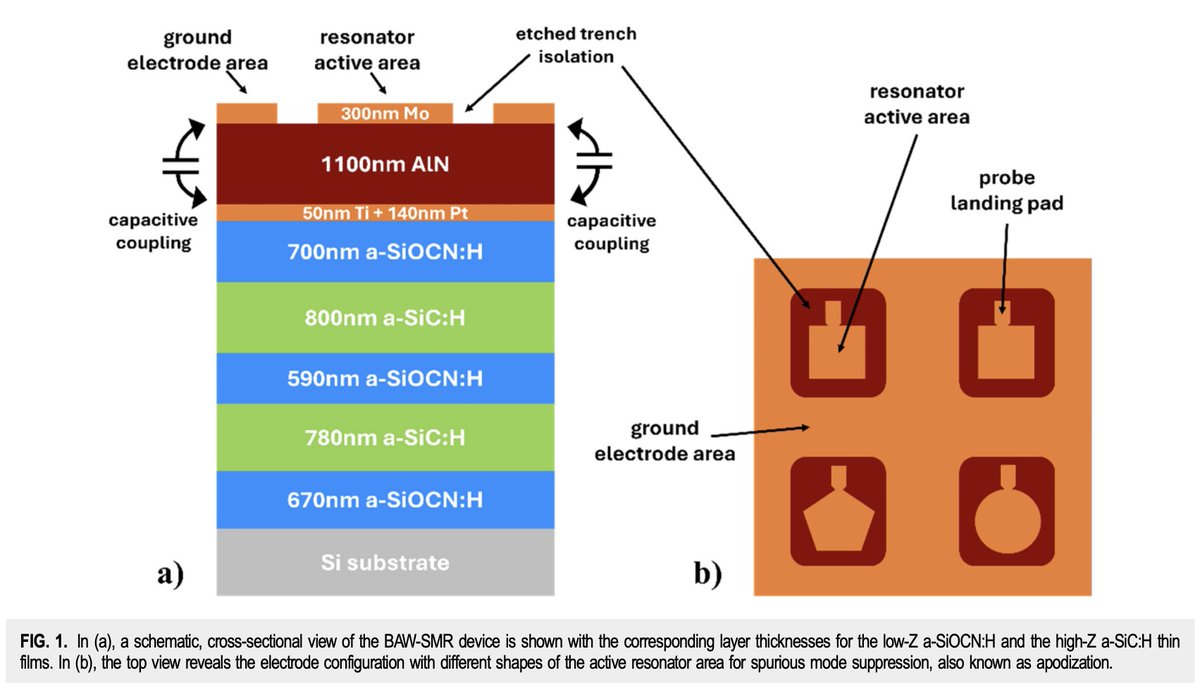 ground
electrode area
resonator
active area
etched trench
isolation
300nm Mo
1100nm AlN
50nm Ti + 140nm Pt
capacitive
coupling
capacitive
coupling
700nm a-SiOCN:H
800nm a-SiC:H
590nm a-SiOCN:H
780nm a-SiC:H
670nm a-SiOCN:H
Si substrate
a)
resonator
active area
probe
landing pad
ground
electrode area
b)
FIG. 1. In (a), a schematic, cross-sectional view of the BAW-SMR device is shown with the corresponding layer thicknesses for the low-Z a-SiOCN:H and the high-Z a-SiC:H thin
films. In (b), the top view reveals the electrode configuration with different shapes of the active resonator area for spurious mode suppression, also known as apodization.